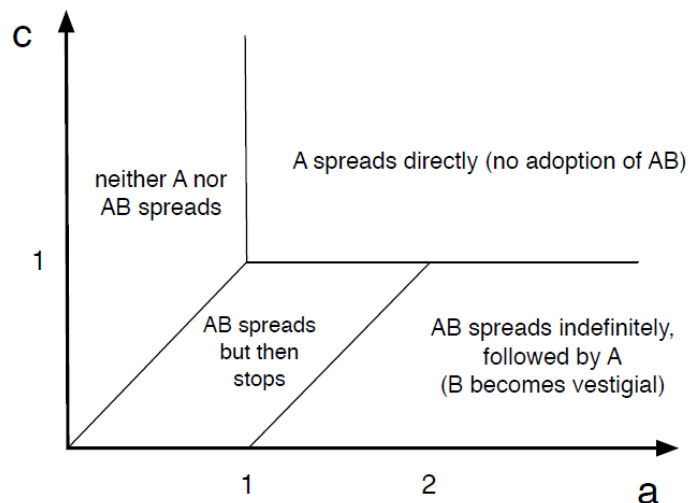 c
A spreads directly (no adoption of AB)
neither A nor
AB spreads
1
AB spreads
but then
stops
AB spreads indefinitely,
followed by A
(B becomes vestigial)
1
2
a